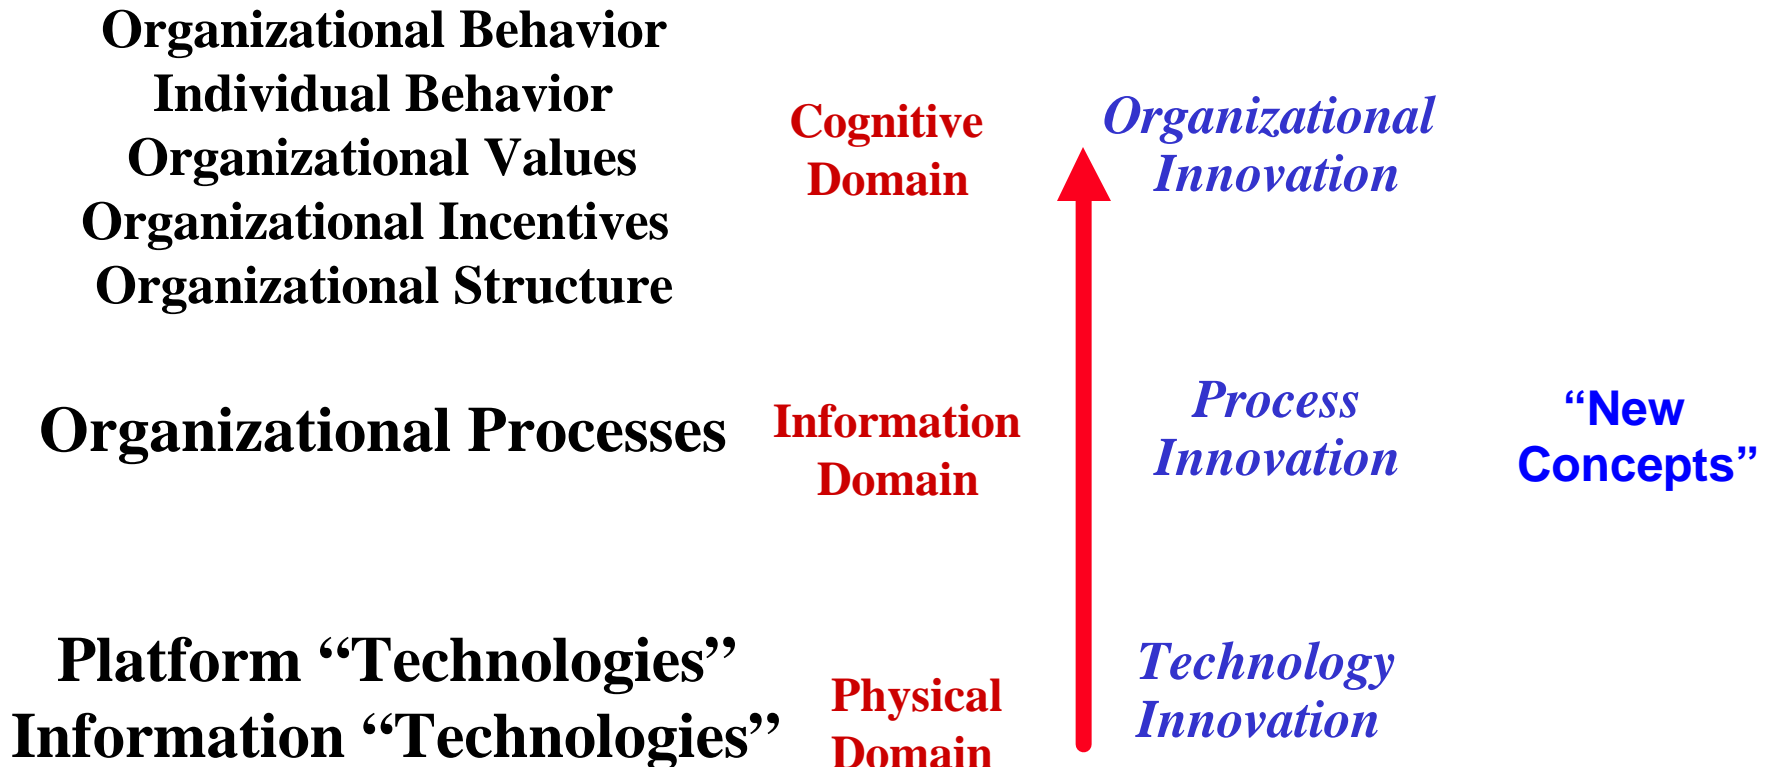 Organizational Behavior
Individual Behavior
Organizational Values
Organizational Incentives
Organizational Structure
Cognitive
Domain
Organizational
Innovation
Organizational Processes
Information
Domain
Process
Innovation
“New
Concepts”
Platform “Technologies”
Information “Technologies”
Physical
Domain
Technology
Innovation